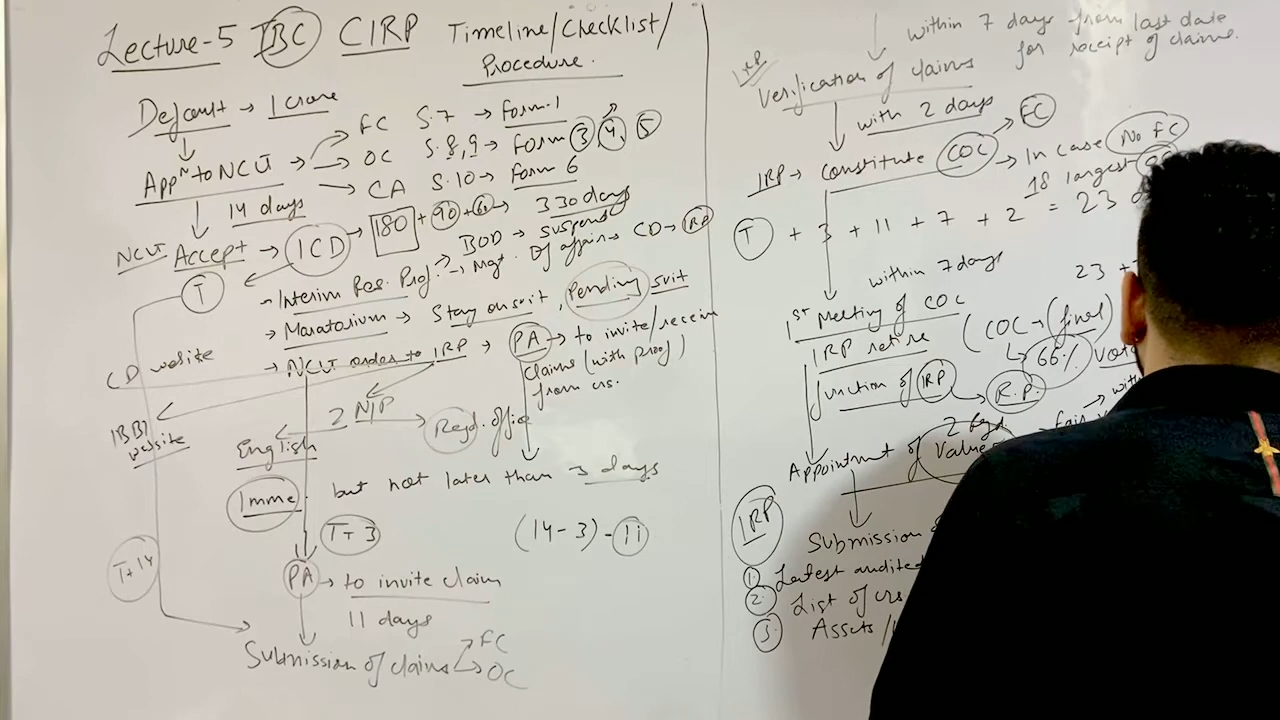 Lecture-5 IBC CIRP Timeline/Checklist/
Procedure.
Default → 1 crore
Appⁿ to NCLT → FC S.7 → Form-1
→ OC S.8,9 → Form 3, 4, 5
→ CA S.10 → Form 6
14 days
NCLT Accept → ICD → 180 + 90 + 60 → 330 days
T
- Interim Res. Prof. → BOD → suspens
→ Mgt. Of affairs → CD → IRP
→ Maratorium → Stay on suit, Pending suit
→ NCLT order to IRP → PA → to invite/receive
claims (with proof)
from crs.
CD website
IBBI
website
2 N/P
English
Regd. office
Imme. but not later than 3 days
T+3
(14-3) - 11
T+14
PA → to invite claim
11 days
Submission of claims → FC
→ OC
within 7 days from last date
for receipt of claims.
IRP
Verification of claims
with 2 days
IRP → Constitute COC → FC
→ In case No FC
18 largest
T + 3 + 11 + 7 + 2 = 23
within 7 days
23 +
1st Meeting of COC
(COC → (final)
66%
IRP retire
function of IRP → R.P.
2 Regd
Appointment of
IRP
Submission
1. Latest audited
2. List of crs
3. Assets/